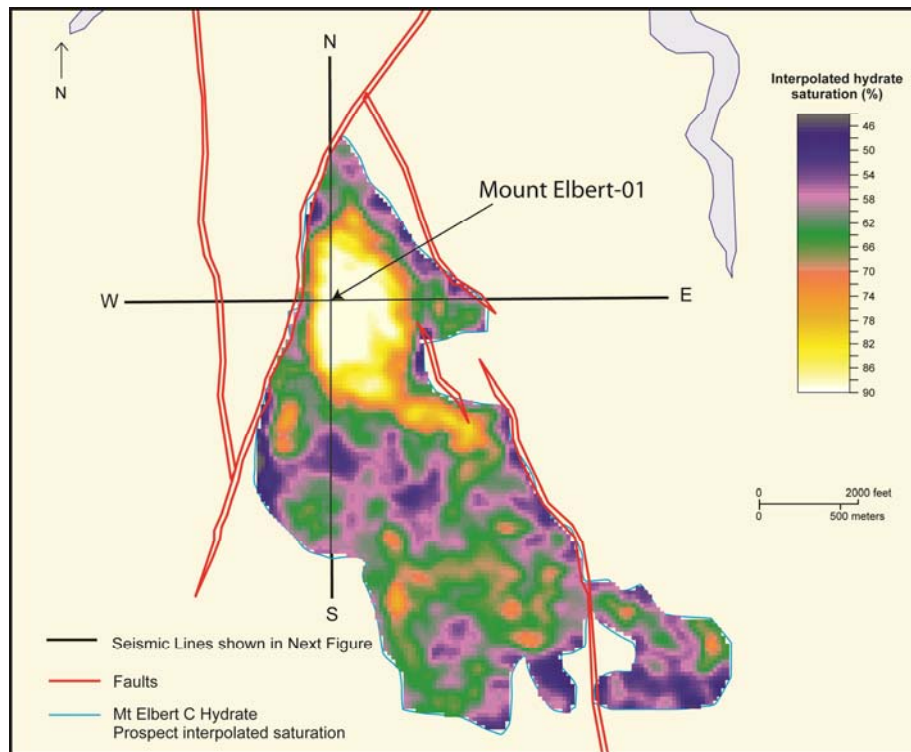 N
N
Mount Elbert-01
W
E
S
Interpolated hydrate
saturation (%)
46
50
54
58
62
66
70
74
78
82
86
90
0 2000 feet
0 500 meters
Seismic Lines shown in Next Figure
Faults
Mt Elbert C Hydrate
Prospect interpolated saturation